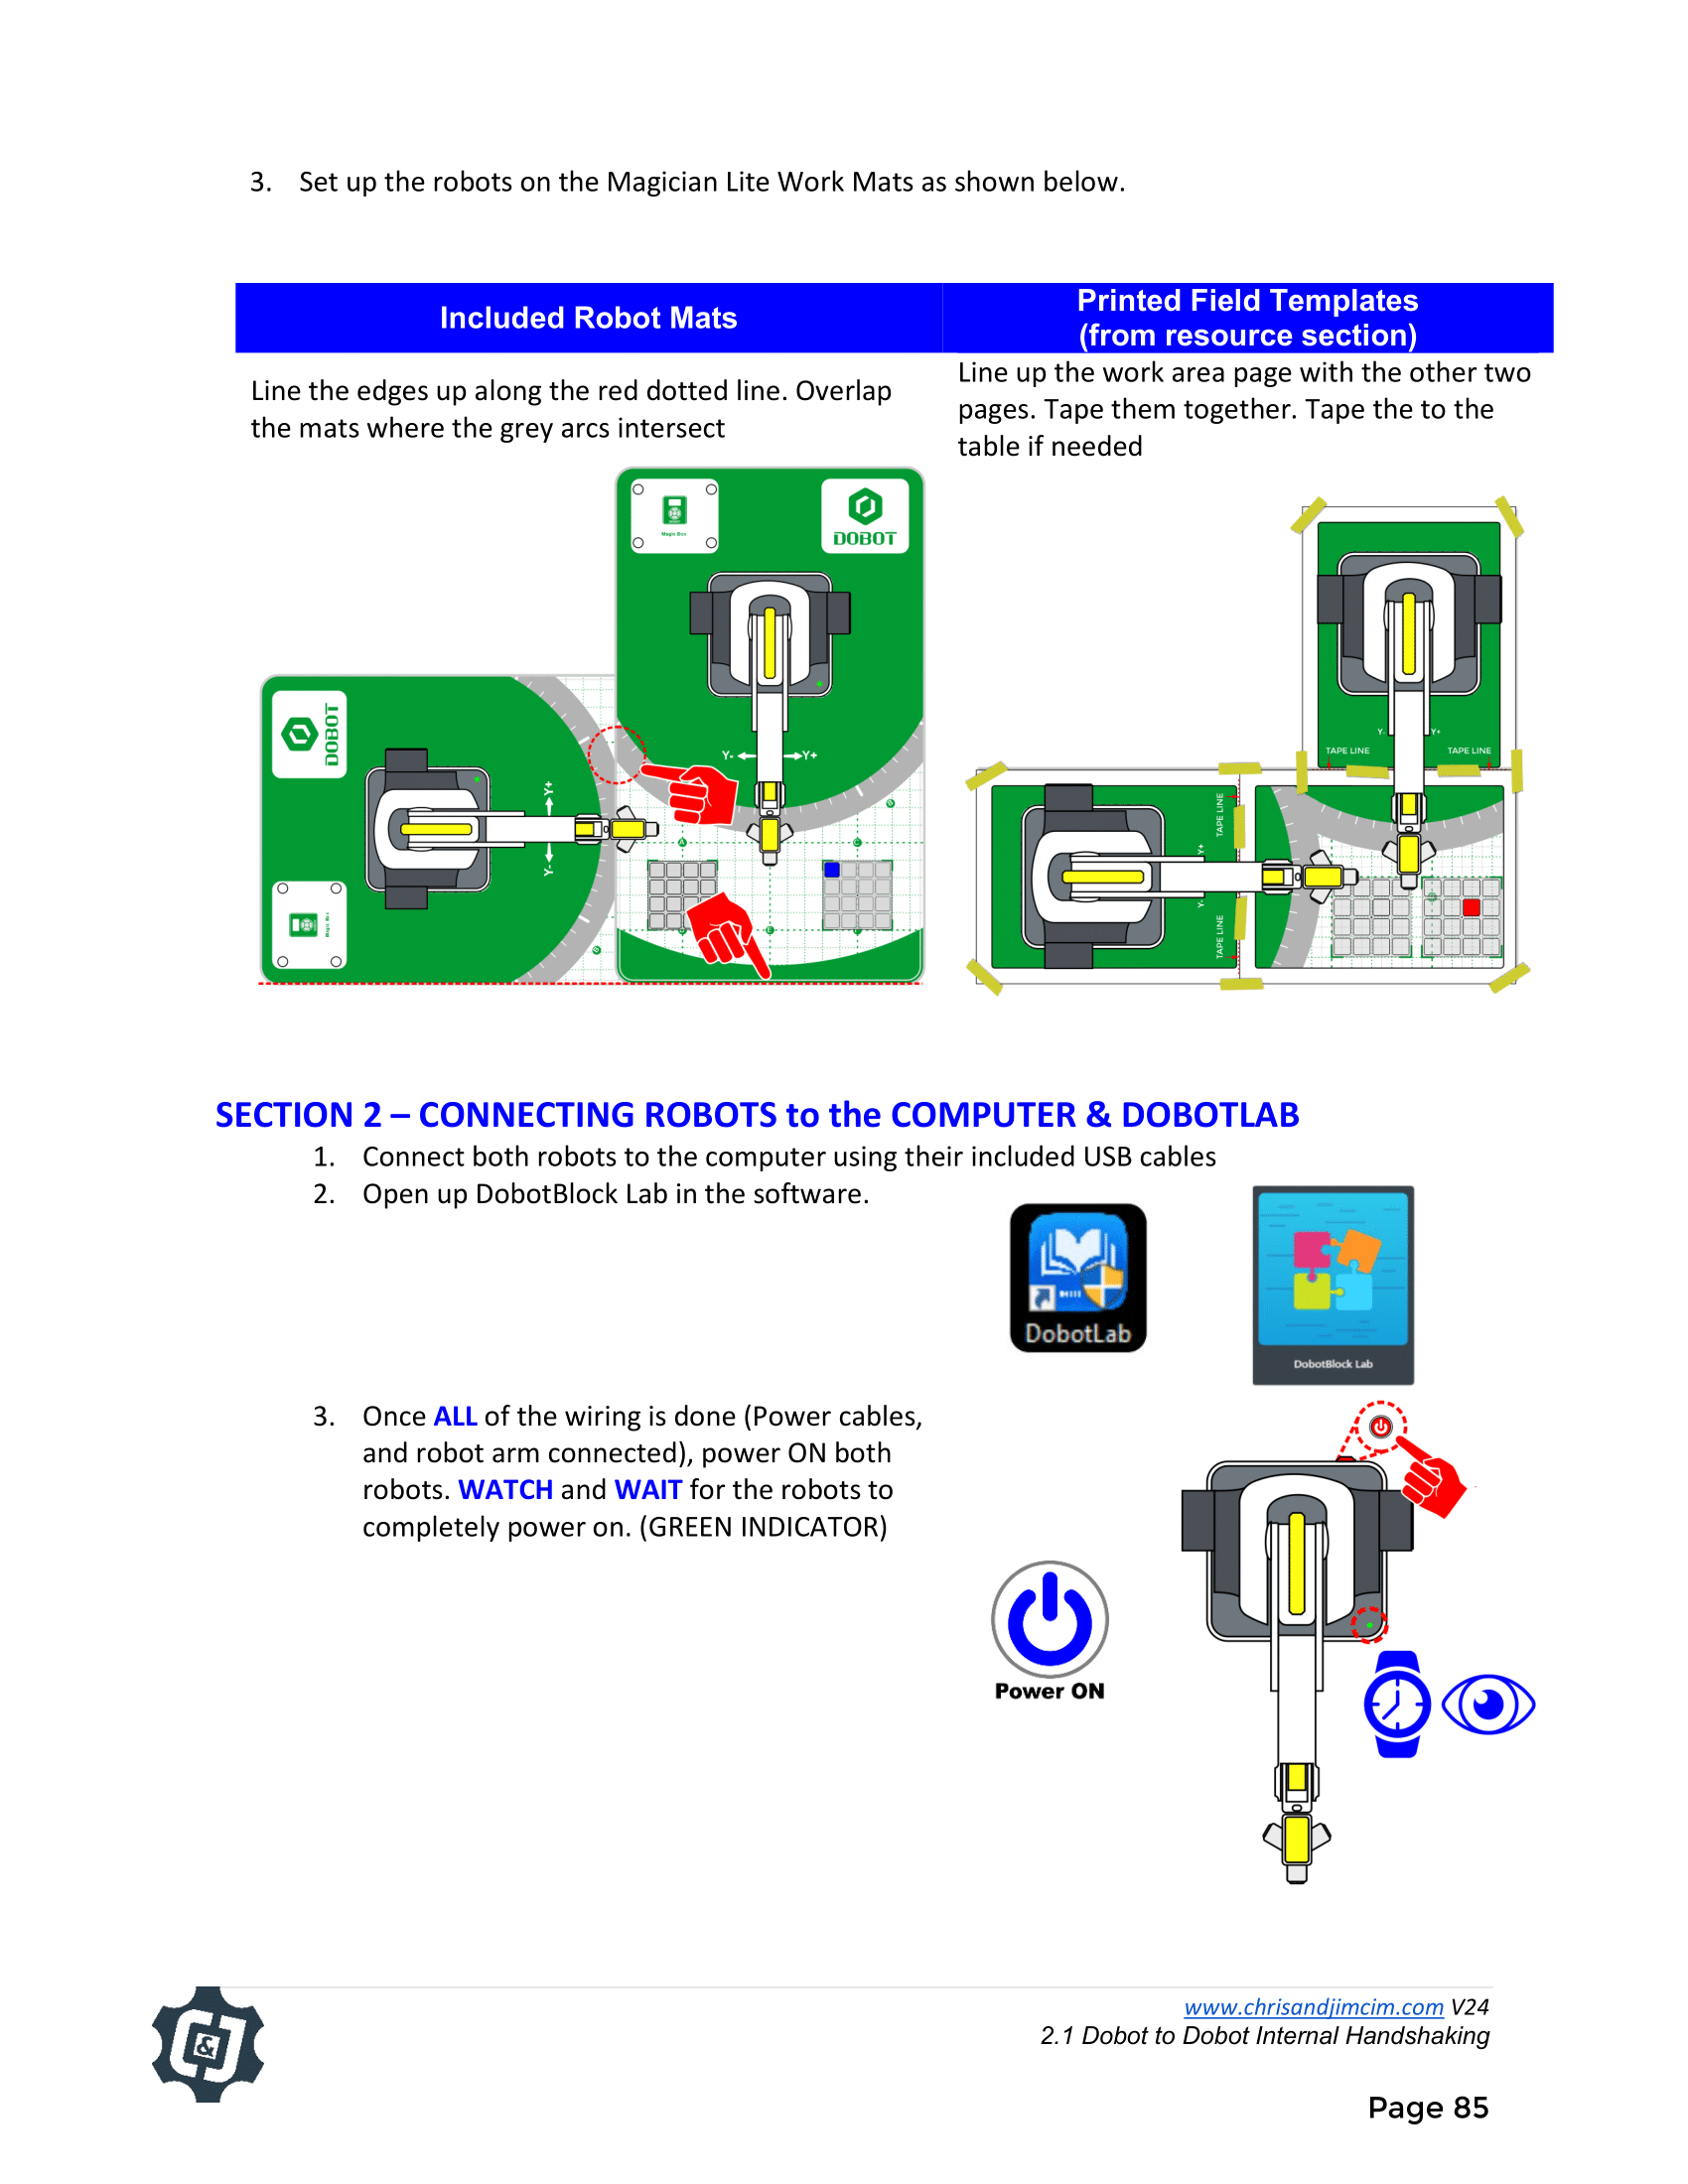 3. Set up the robots on the Magician Lite Work Mats as shown below.
Included Robot Mats
Printed Field Templates
(from resource section)
Line the edges up along the red dotted line. Overlap
the mats where the grey arcs intersect
Line up the work area page with the other two
pages. Tape them together. Tape the to the
table if needed
Magic Box
DOBOT
Y-
Y+
DOBOT
Y+
Y-
Magic Box
Y-
Y+
TAPE LINE
TAPE LINE
TAPE LINE
Y+
Y-
TAPE LINE
SECTION 2 – CONNECTING ROBOTS to the COMPUTER & DOBOTLAB
1. Connect both robots to the computer using their included USB cables
2. Open up DobotBlock Lab in the software.
DobotLab
DobotBlock Lab
3. Once ALL of the wiring is done (Power cables,
and robot arm connected), power ON both
robots. WATCH and WAIT for the robots to
completely power on. (GREEN INDICATOR)
Power ON
C&J
www.chrisandjimcim.com V24
2.1 Dobot to Dobot Internal Handshaking
Page 85